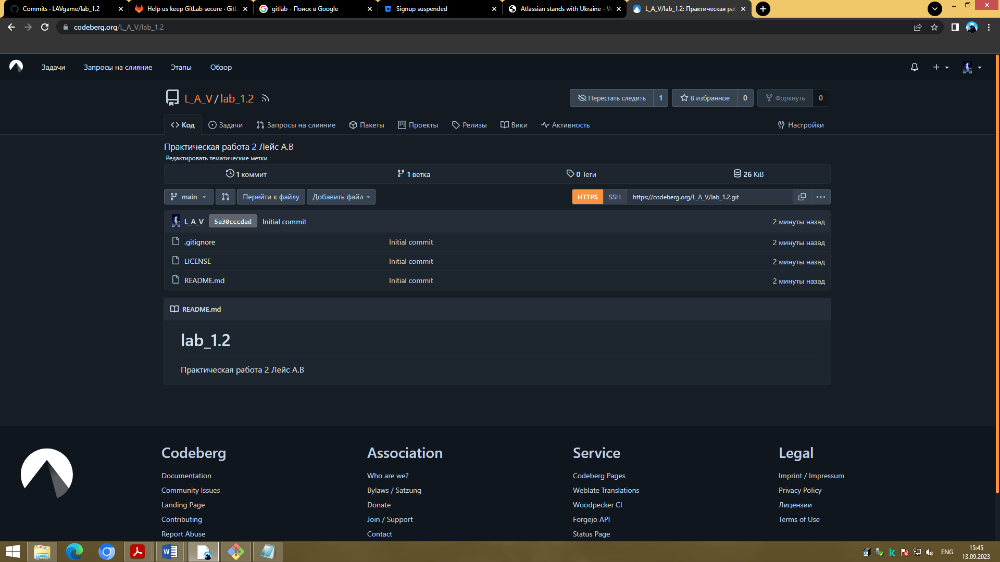 Commits · LAVgame/lab_1.2
Help us keep GitLab secure · GitL
gitlab - Поиск в Google
Signup suspended
Atlassian stands with Ukraine - W
L_A_V/lab_1.2: Практическая раб
codeberg.org/L_A_V/lab_1.2
Задачи Запросы на слияние Этапы Обзор
L_A_V/lab_1.2
Перестать следить 1
В избранное 0
Форкнуть 0
Код Задачи Запросы на слияние Пакеты Проекты Релизы Вики Активность Настройки
Практическая работа 2 Лейс А.В
Редактировать тематические метки
1 коммит 1 ветка 0 Теги 26 KiB
main Перейти к файлу Добавить файл HTTPS SSH https://codeberg.org/L_A_V/lab_1.2.git
L_A_V 5a30cccdad Initial commit 2 минуты назад
.gitignore Initial commit 2 минуты назад
LICENSE Initial commit 2 минуты назад
README.md Initial commit 2 минуты назад
README.md
lab_1.2
Практическая работа 2 Лейс А.В
Codeberg
Documentation
Community Issues
Landing Page
Contributing
Report Abuse
Association
Who are we?
Bylaws / Satzung
Donate
Join / Support
Contact
Service
Codeberg Pages
Weblate Translations
Woodpecker CI
Forgejo API
Status Page
Legal
Imprint / Impressum
Privacy Policy
Лицензии
Terms of Use
ENG
15:45
13.09.2023